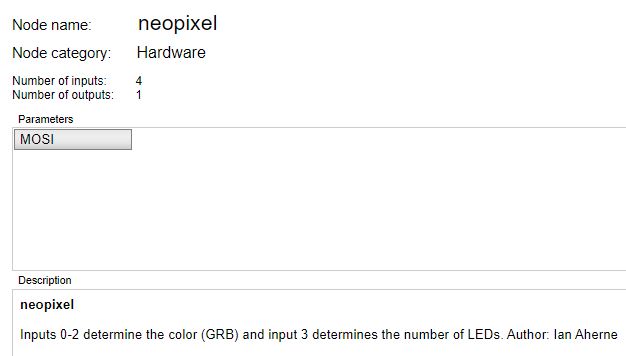 Node name: neopixel
Node category: Hardware
Number of inputs: 4
Number of outputs: 1
Parameters
MOSI
Description
neopixel
Inputs 0-2 determine the color (GRB) and input 3 determines the number of LEDs. Author: Ian Aherne